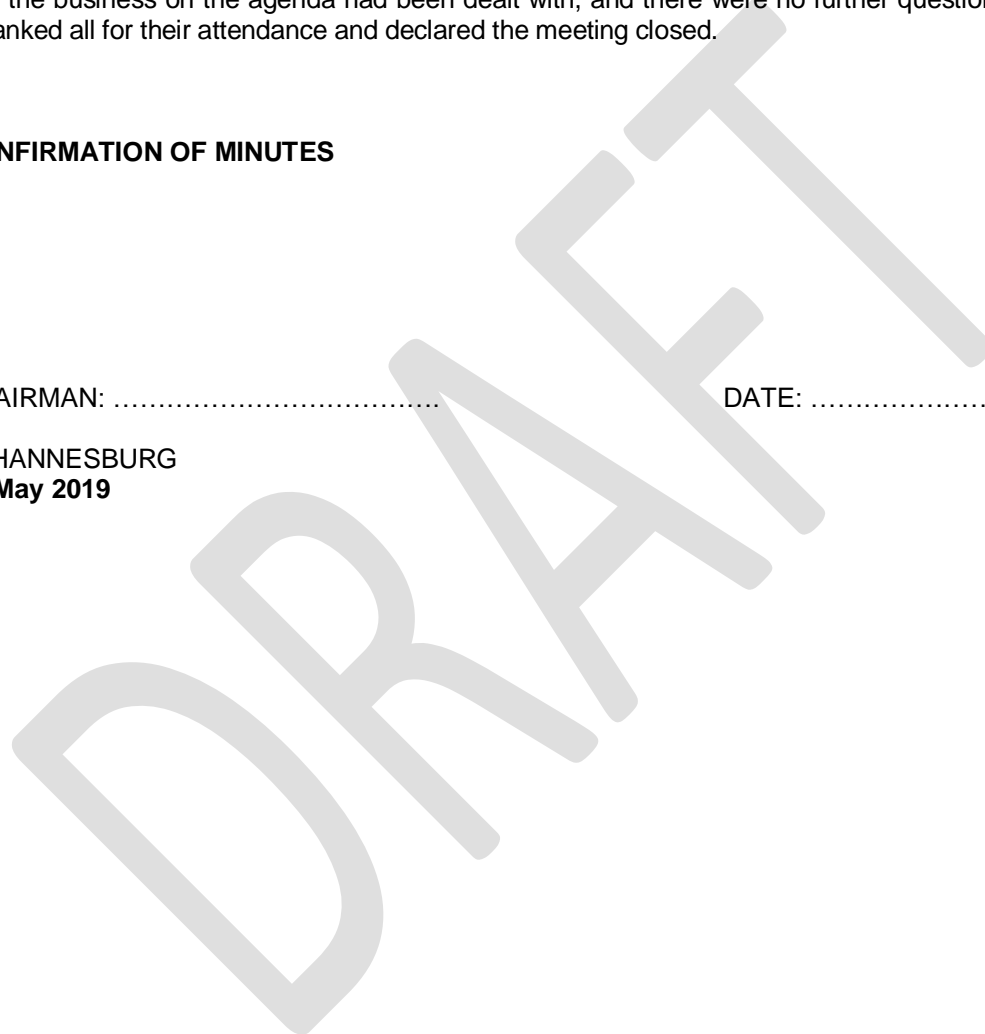 the business on the agenda had been dealt with, and there were no further question
anked all for their attendance and declared the meeting closed.
NFIRMATION OF MINUTES
AIRMAN: ……………………………….
DATE: …………………
HANNESBURG
May 2019
DRAFT